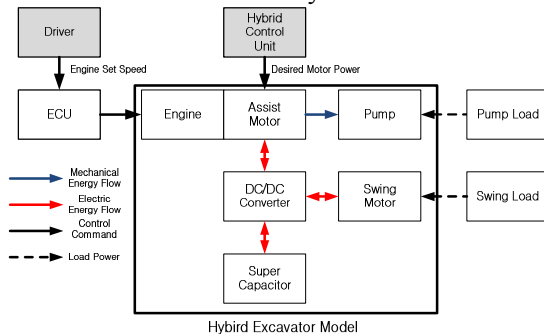 Driver
Hybrid
Control
Unit
Engine Set Speed
Desired Motor Power
ECU
Engine
Assist
Motor
Pump
Pump Load
Mechanical
Energy Flow
Electric
Energy Flow
Control
Command
Load Power
DC/DC
Converter
Swing
Motor
Swing Load
Super
Capacitor
Hybird Excavator Model